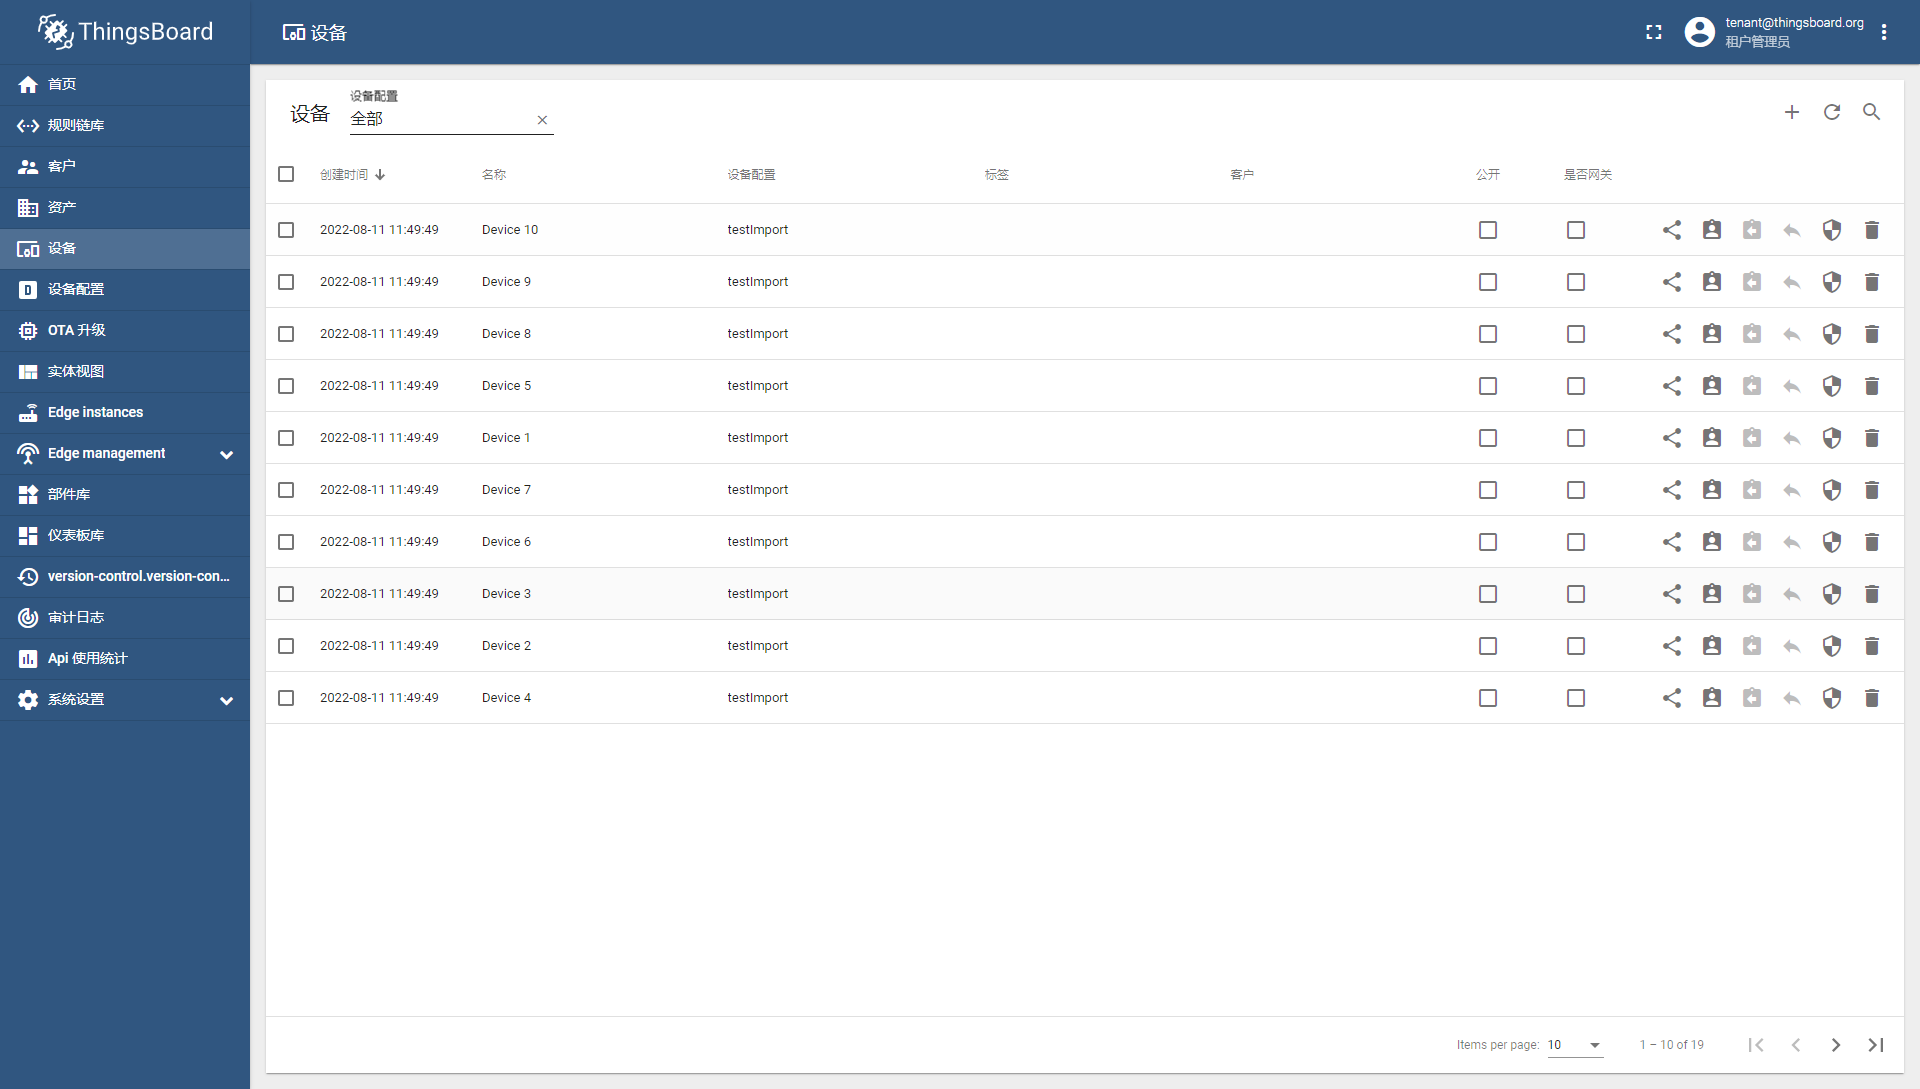 ThingsBoard
设备
tenant@thingsboard.org
租户管理员
首页
规则链库
客户
资产
设备
设备配置
OTA 升级
实体视图
Edge instances
Edge management
部件库
仪表板库
version-control.version-con...
审计日志
Api 使用统计
系统设置
设备
设备配置
全部
创建时间 名称 设备配置 标签 客户 公开 是否网关
2022-08-11 11:49:49 Device 10 testImport
2022-08-11 11:49:49 Device 9 testImport
2022-08-11 11:49:49 Device 8 testImport
2022-08-11 11:49:49 Device 5 testImport
2022-08-11 11:49:49 Device 1 testImport
2022-08-11 11:49:49 Device 7 testImport
2022-08-11 11:49:49 Device 6 testImport
2022-08-11 11:49:49 Device 3 testImport
2022-08-11 11:49:49 Device 2 testImport
2022-08-11 11:49:49 Device 4 testImport
Items per page: 10 1 – 10 of 19